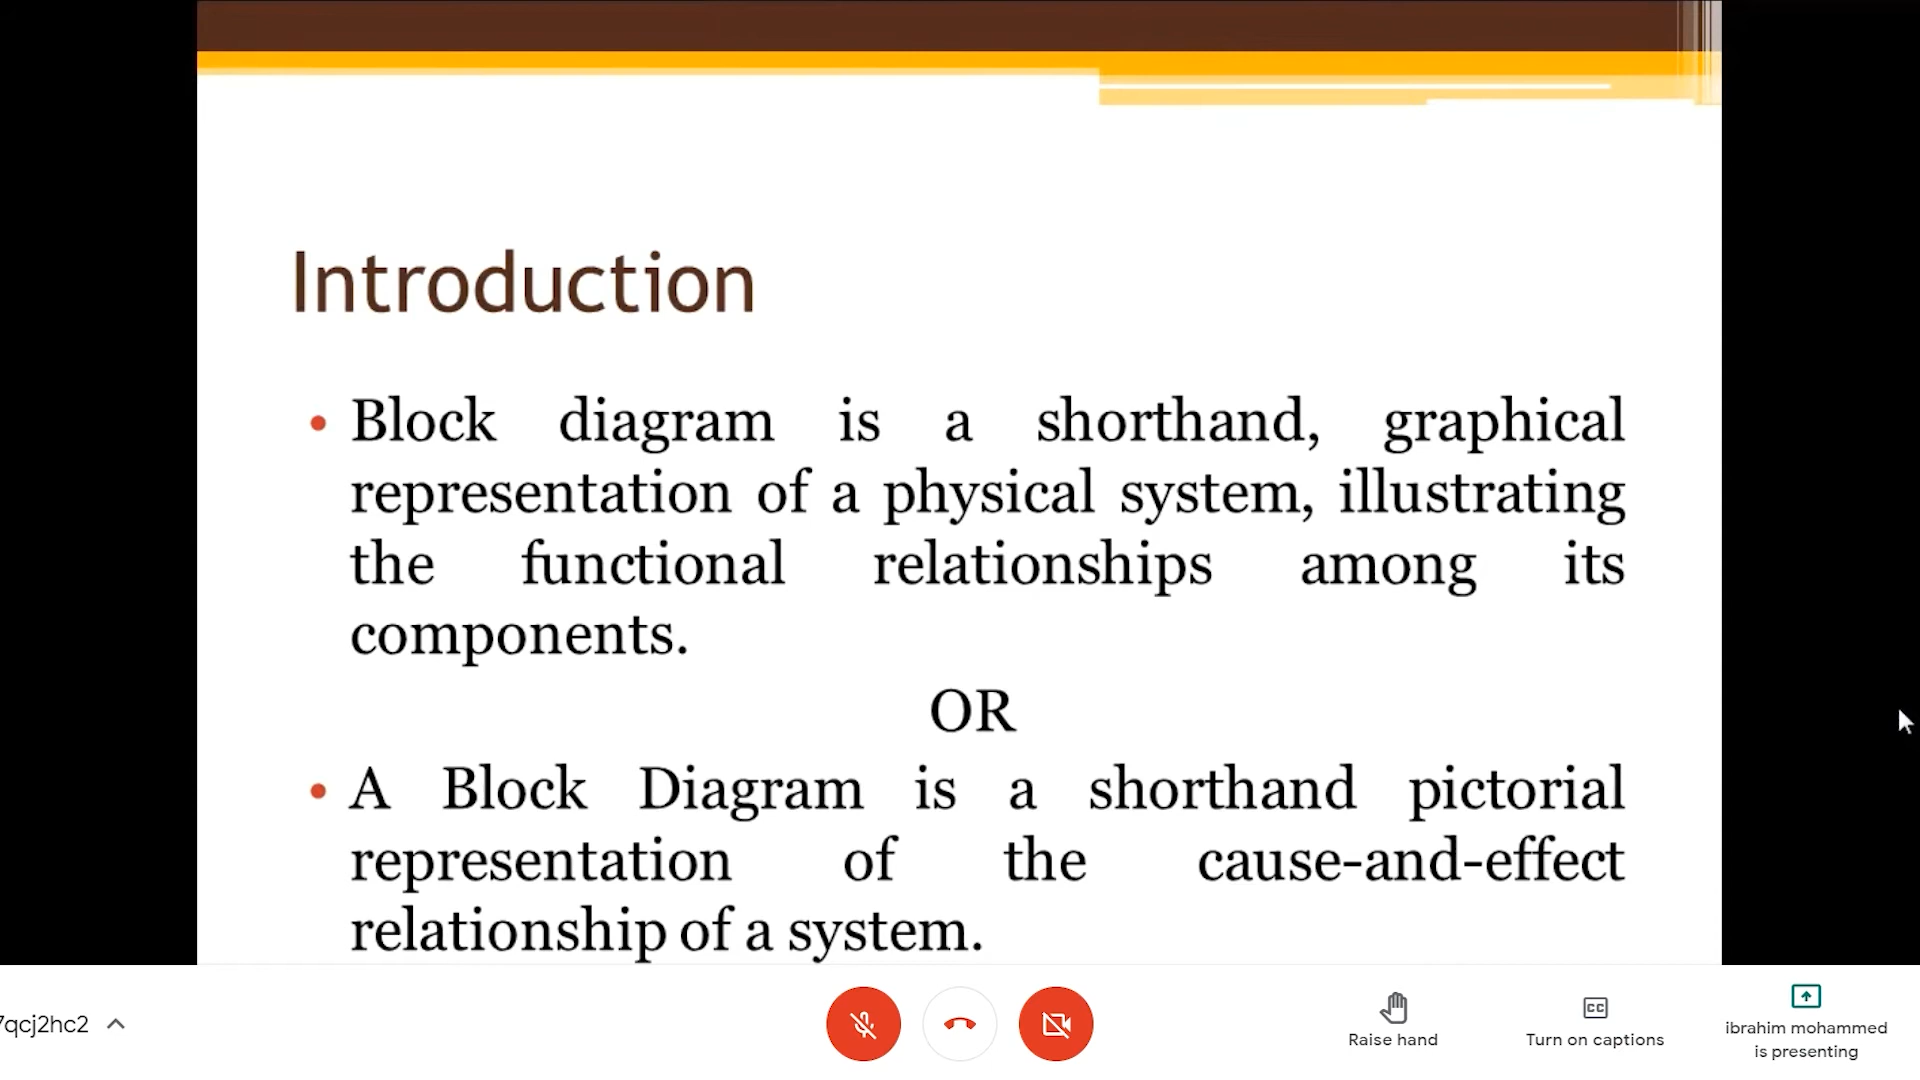 Introduction
• Block diagram is a shorthand, graphical
representation of a physical system, illustrating
the functional relationships among its
components.
OR
• A Block Diagram is a shorthand pictorial
representation of the cause-and-effect
relationship of a system.
7qcj2hc2
Raise hand
CC
Turn on captions
ibrahim mohammed
is presenting